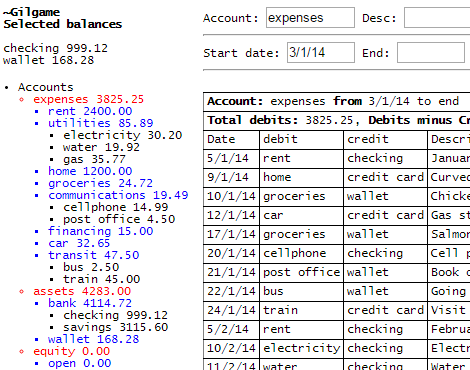 ~Gilgame
Selected balances
checking 999.12
wallet 168.28
Accounts
expenses 3825.25
rent 2400.00
utilities 85.89
electricity 30.20
water 19.92
gas 35.77
home 1200.00
groceries 24.72
communications 19.49
cellphone 14.99
post office 4.50
financing 15.00
car 32.65
transit 47.50
bus 2.50
train 45.00
assets 4283.00
bank 4114.72
checking 999.12
savings 3115.60
wallet 168.28
equity 0.00
open 0.00
Account: expenses Desc:
Start date: 3/1/14 End:
Account: expenses from 3/1/14 to end
Total debits: 3825.25, Debits minus Cr
Date debit credit Descri
5/1/14 rent checking Januar
9/1/14 home credit card Curved
10/1/14 groceries wallet Chicke
12/1/14 car credit card Gas st
17/1/14 groceries wallet Salmor
20/1/14 cellphone checking Cell p
21/1/14 post office wallet Book o
22/1/14 bus wallet Going
24/1/14 train credit card Visit
5/2/14 rent checking Februa
10/2/14 electricity checking Electr
11/2/14 water checking Water